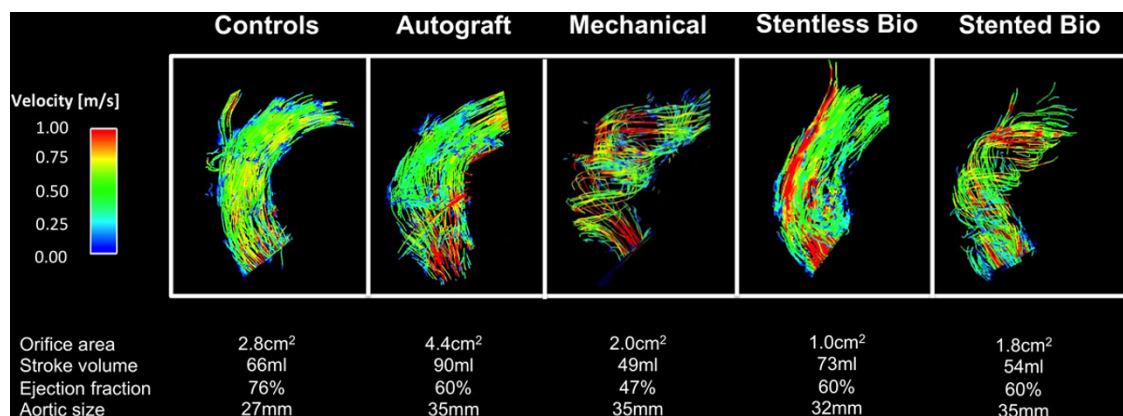 Controls Autograft Mechanical Stentless Bio Stented Bio
Velocity [m/s]
1.00
0.75
0.50
0.25
0.00
Orifice area 2.8cm² 4.4cm² 2.0cm² 1.0cm² 1.8cm²
Stroke volume 66ml 90ml 49ml 73ml 54ml
Ejection fraction 76% 60% 47% 60% 60%
Aortic size 27mm 35mm 35mm 32mm 35mm